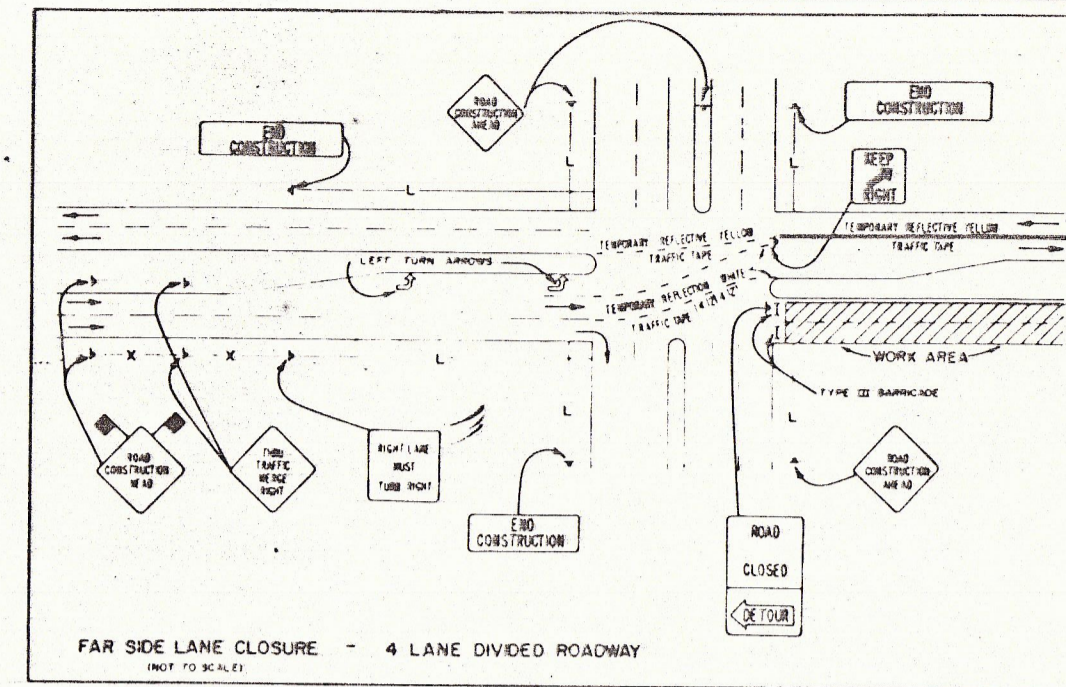 ROAD
CONSTRUCTION
AHEAD
END
CONSTRUCTION
END
CONSTRUCTION
KEEP
RIGHT
L
L
L
TEMPORARY REFLECTIVE YELLOW
TRAFFIC TAPE
TEMPORARY REFLECTIVE YELLOW
TRAFFIC TAPE
LEFT TURN ARROWS
TEMPORARY REFLECTION WHITE
TRAFFIC TAPE
X
X
L
WORK AREA
TYPE III BARRICADE
L
L
ROAD
CONSTRUCTION
AHEAD
THRU
TRAFFIC
MERGE
RIGHT
RIGHT LANE
MUST
TURN RIGHT
ROAD
CONSTRUCTION
AHEAD
END
CONSTRUCTION
ROAD
CLOSED
DETOUR
FAR SIDE LANE CLOSURE - 4 LANE DIVIDED ROADWAY
(NOT TO SCALE)